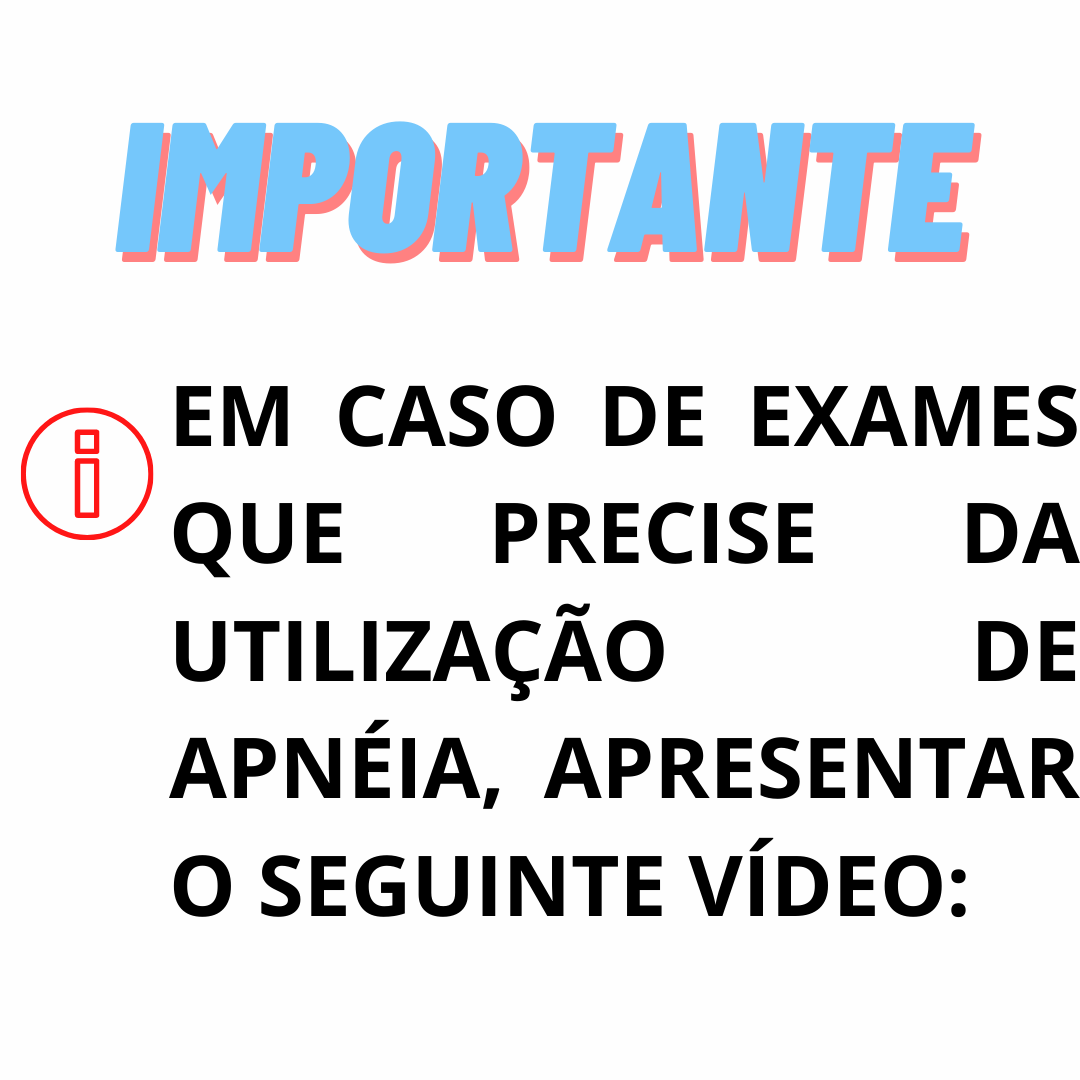 IMPORTANTE
EM CASO DE EXAMES
QUE PRECISE DA
UTILIZAÇÃO DE
APNÉIA, APRESENTAR
O SEGUINTE VÍDEO: